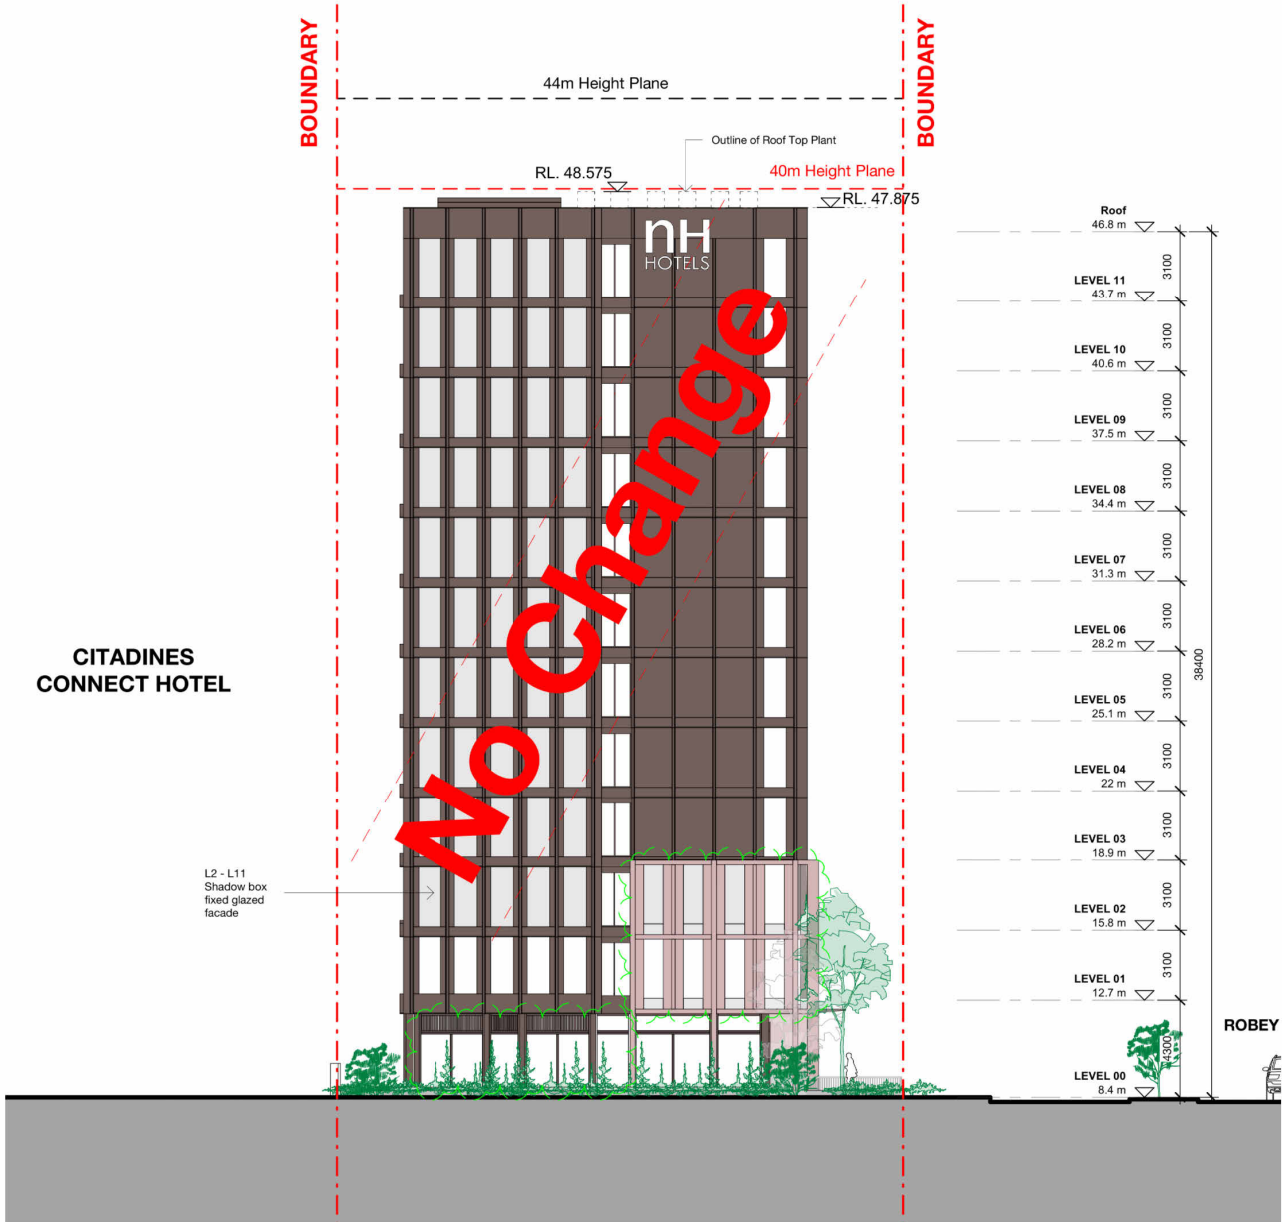 BOUNDARY
BOUNDARY
44m Height Plane
Outline of Roof Top Plant
RL. 48.575
40m Height Plane
RL. 47.875
nH
HOTELS
No Change
CITADINES
CONNECT HOTEL
L2 - L11
Shadow box
fixed glazed
facade
Roof
46.8 m
3100
LEVEL 11
43.7 m
3100
LEVEL 10
40.6 m
3100
LEVEL 09
37.5 m
3100
LEVEL 08
34.4 m
3100
LEVEL 07
31.3 m
3100
LEVEL 06
28.2 m
3100
38400
LEVEL 05
25.1 m
3100
LEVEL 04
22 m
3100
LEVEL 03
18.9 m
3100
LEVEL 02
15.8 m
3100
LEVEL 01
12.7 m
4300
ROBEY
LEVEL 00
8.4 m